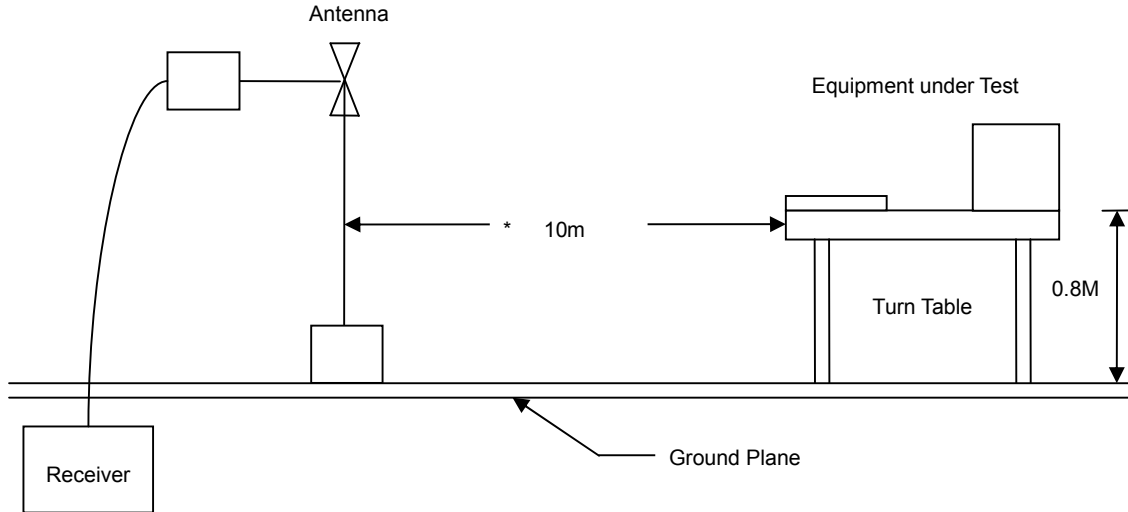 Antenna
Equipment under Test
* 10m
0.8M
Turn Table
Ground Plane
Receiver